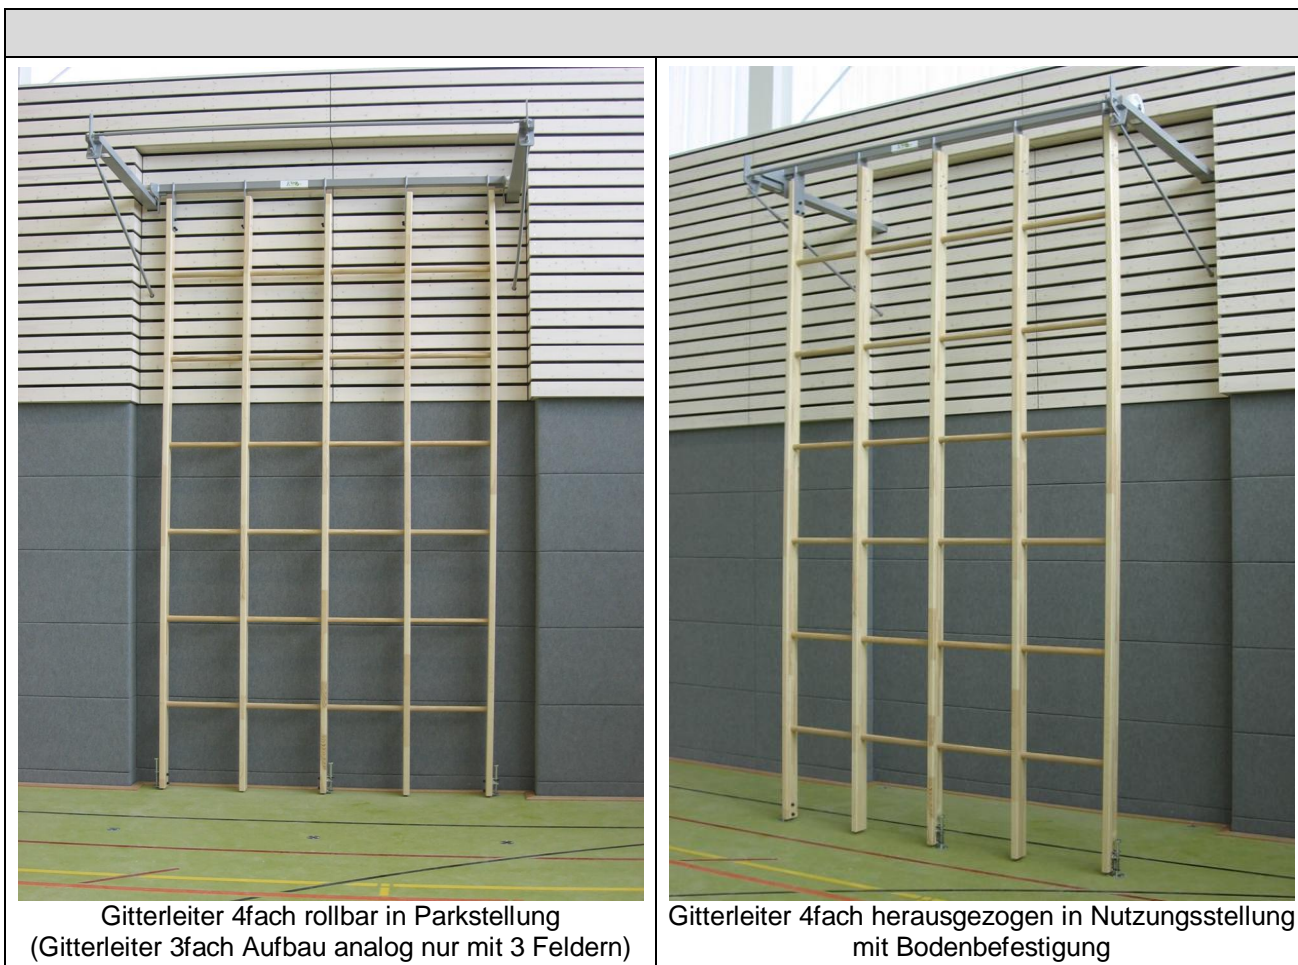 Gitterleiter 4fach rollbar in Parkstellung
(Gitterleiter 3fach Aufbau analog nur mit 3 Feldern)
Gitterleiter 4fach herausgezogen in Nutzungsstellung
mit Bodenbefestigung